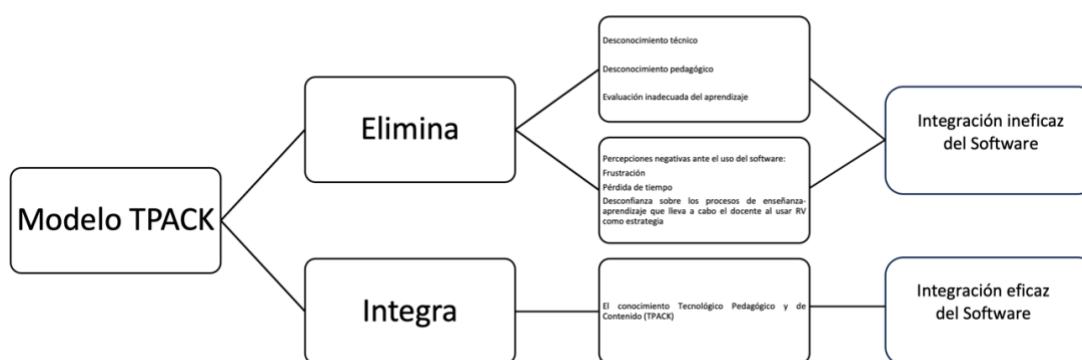 Modelo TPACK
Elimina
Desconocimiento técnico
Desconocimiento pedagógico
Evaluación inadecuada del aprendizaje
Percepciones negativas ante el uso del software:
Frustración
Pérdida de tiempo
Desconfianza sobre los procesos de enseñanza-
aprendizaje que lleva a cabo el docente al usar RV
como estrategia
Integración ineficaz
del Software
Integra
El conocimiento Tecnológico Pedagógico y de
Contenido (TPACK)
Integración eficaz
del Software